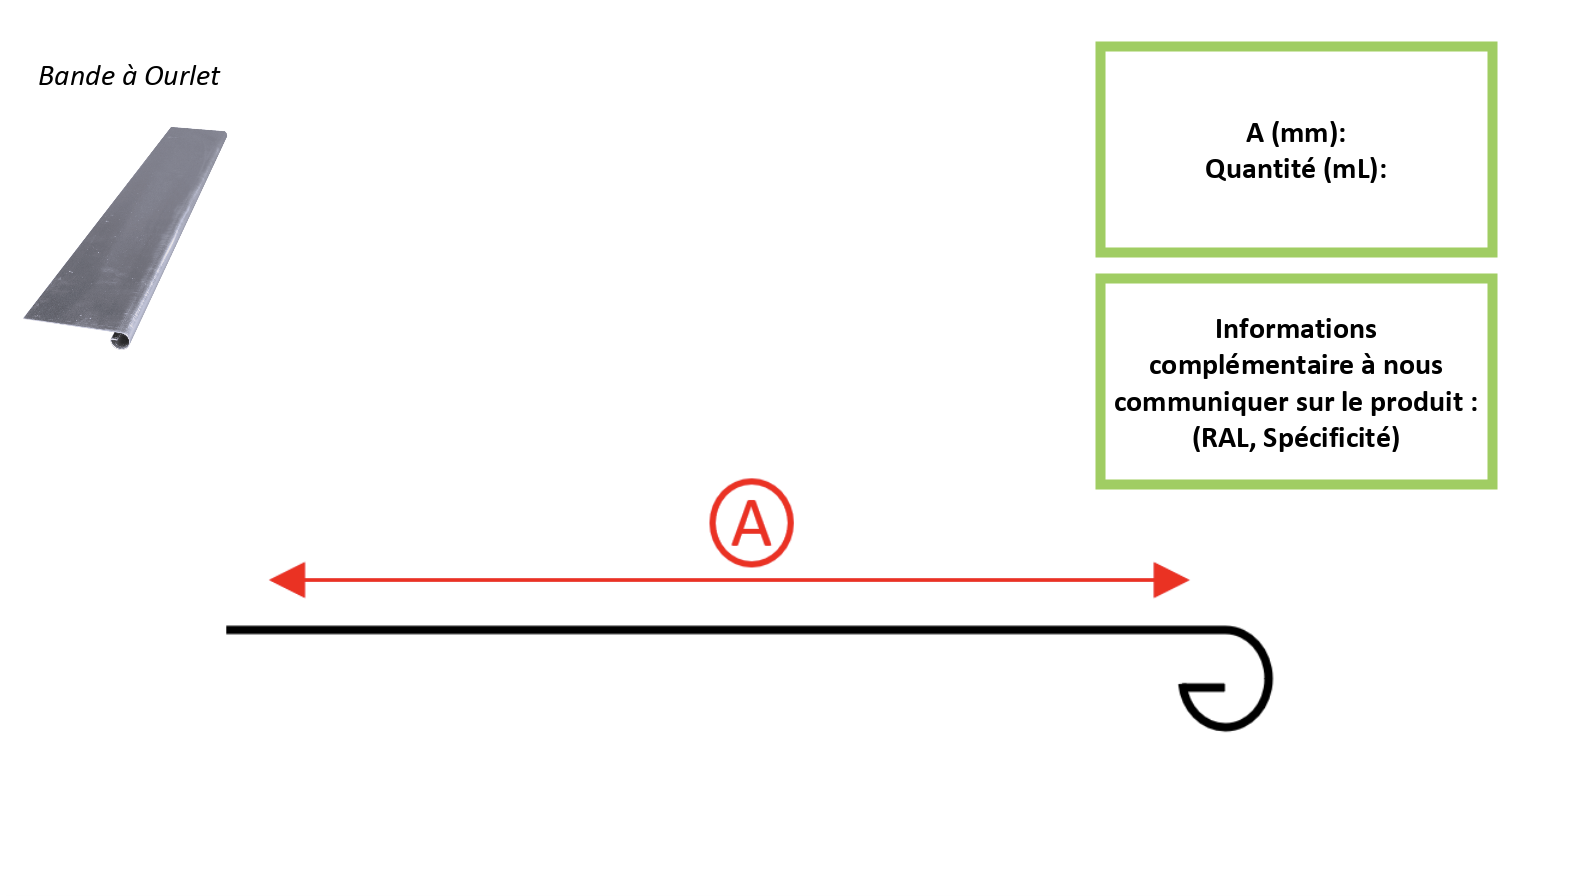 Bande à Ourlet
A (mm):
Quantité (mL):
Informations
complémentaire à nous
communiquer sur le produit :
(RAL, Spécificité)
A